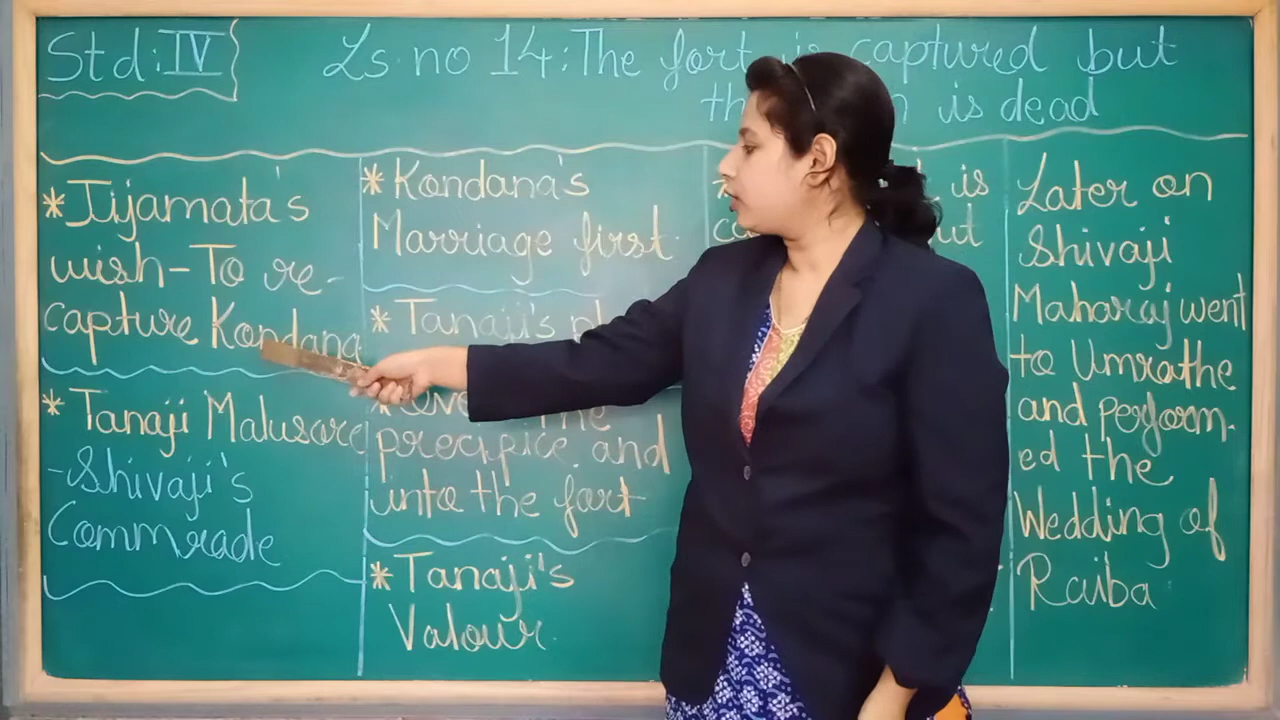 Std: IV
Ls. no 14: The fort is captured but
is dead
*Jijamata's
wish-To re-
capture Kondana
* Tanaji Malusare
-Shivaji's
Commrade
*Kondana's
Marriage first.
* Tanaji's
the
precipice and
into the fort
* Tanaji's
Valour.
is
Later on
Shivaji
Maharaj went
to Umrathe
and perform-
ed the
Wedding of
Raiba